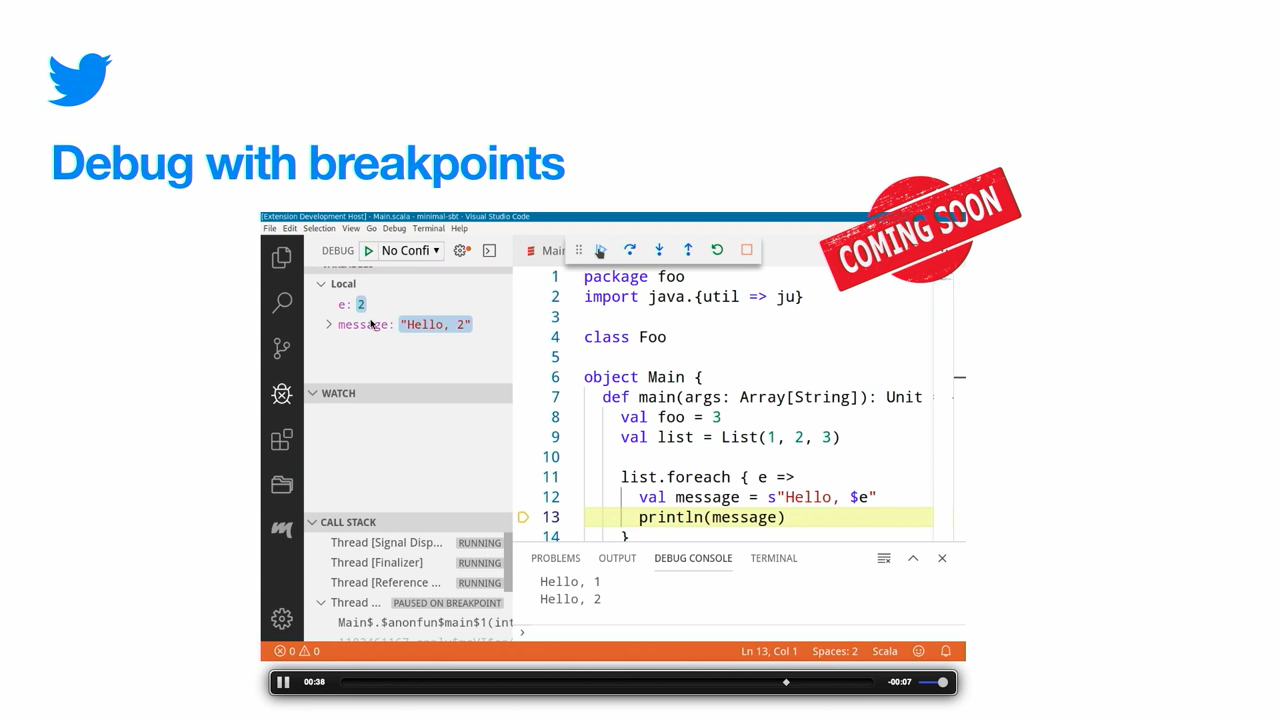 Debug with breakpoints
COMING SOON
[Extension Development Host] - Main.scala - minimal-sbt - Visual Studio Code
File Edit Selection View Go Debug Terminal Help
DEBUG No Confi
Local
e: 2
message: "Hello, 2"
WATCH
CALL STACK
Thread [Signal Disp... RUNNING
Thread [Finalizer] RUNNING
Thread [Reference ... RUNNING
Thread ... PAUSED ON BREAKPOINT
Main$.$anonfun$main$1(int
1 package foo
2 import java.{util => ju}
3
4 class Foo
5
6 object Main {
7 def main(args: Array[String]): Unit =
8 val foo = 3
9 val list = List(1, 2, 3)
10
11 list.foreach { e =>
12 val message = s"Hello, $e"
13 println(message)
14 }
PROBLEMS OUTPUT DEBUG CONSOLE TERMINAL
Hello, 1
Hello, 2
0 0 Ln 13, Col 1 Spaces: 2 Scala
00:38 -00:07